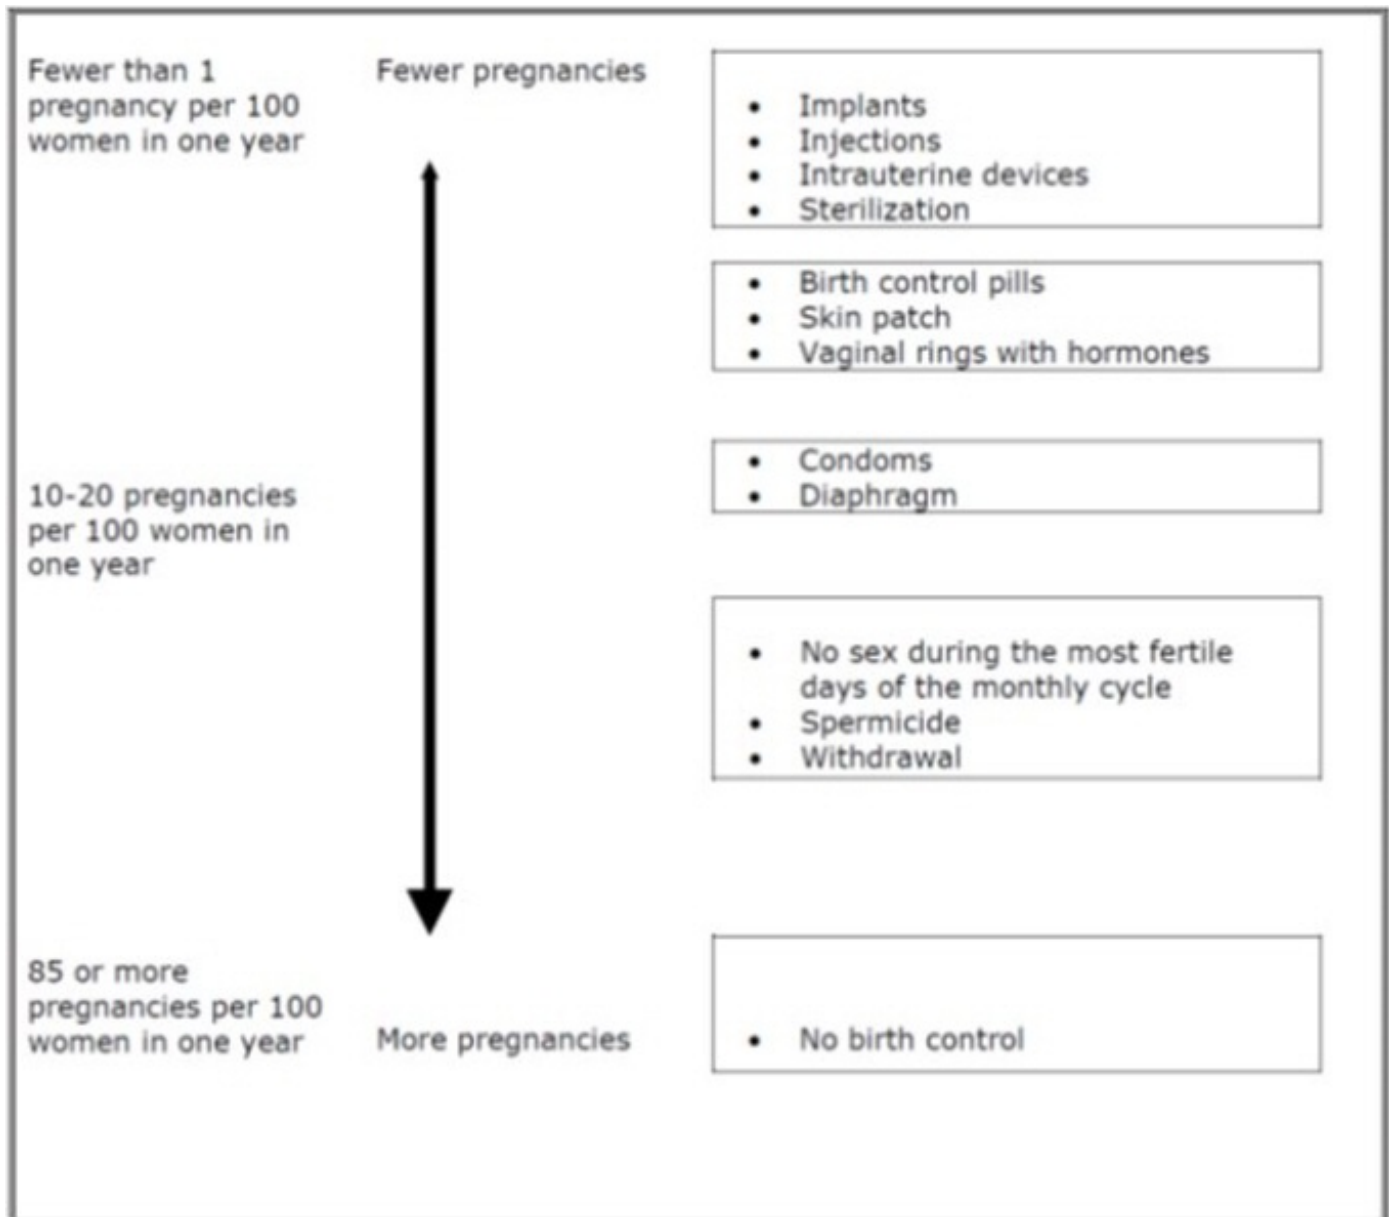 Fewer than 1
pregnancy per 100
women in one year
Fewer pregnancies
• Implants
• Injections
• Intrauterine devices
• Sterilization
• Birth control pills
• Skin patch
• Vaginal rings with hormones
10-20 pregnancies
per 100 women in
one year
• Condoms
• Diaphragm
• No sex during the most fertile
days of the monthly cycle
• Spermicide
• Withdrawal
85 or more
pregnancies per 100
women in one year
More pregnancies
• No birth control